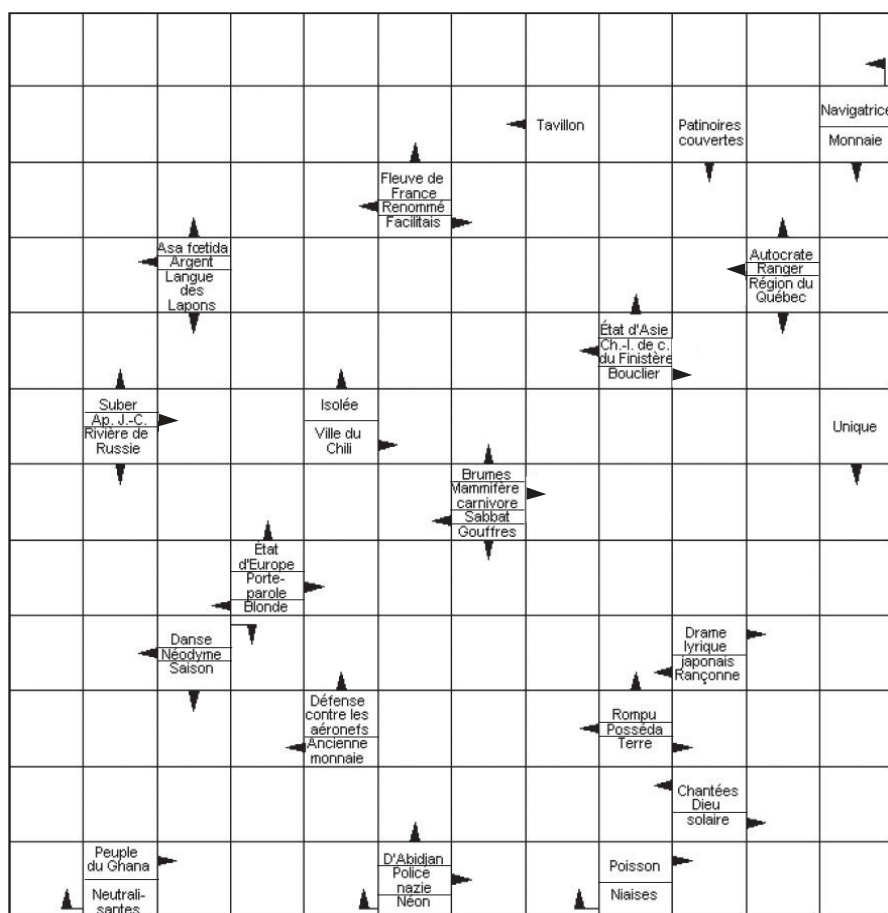 Navigatrice
Monnaie
Tavillon
Patinoires
couvertes
Fleuve de
France
Renommé
Facilitais
Asa fœtida
Argent
Langue
des
Lapons
Autocrate
Ranger
Région du
Québec
État d'Asie
Ch.-l. de c.
du Finistère
Bouclier
Suber
Ap. J.-C.
Rivière de
Russie
Isolée
Ville du
Chili
Unique
Brumes
Mammifère
carnivore
Sabbat
Gouffres
État
d'Europe
Porte-
parole
Blonde
Danse
Néodyme
Saison
Drame
lyrique
japonais
Rançonne
Défense
contre les
aéronefs
Ancienne
monnaie
Rompu
Posséda
Terre
Chantées
Dieu
solaire
Peuple
du Ghana
Neutrali-
santes
D'Abidjan
Police
nazie
Néon
Poisson
Niaises